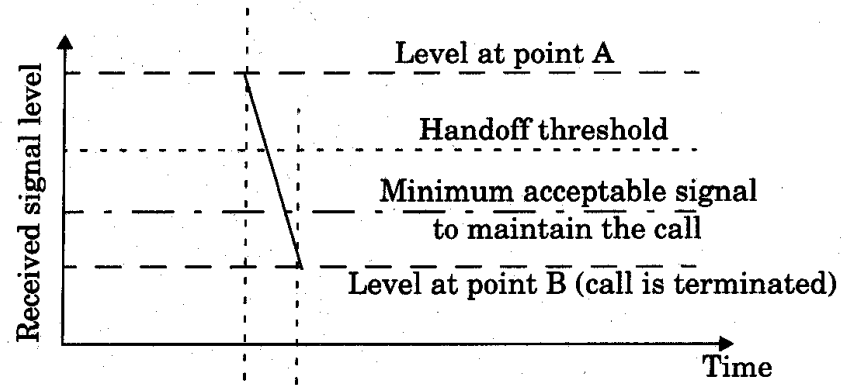 Received signal level
Level at point A
Handoff threshold
Minimum acceptable signal
to maintain the call
Level at point B (call is terminated)
Time